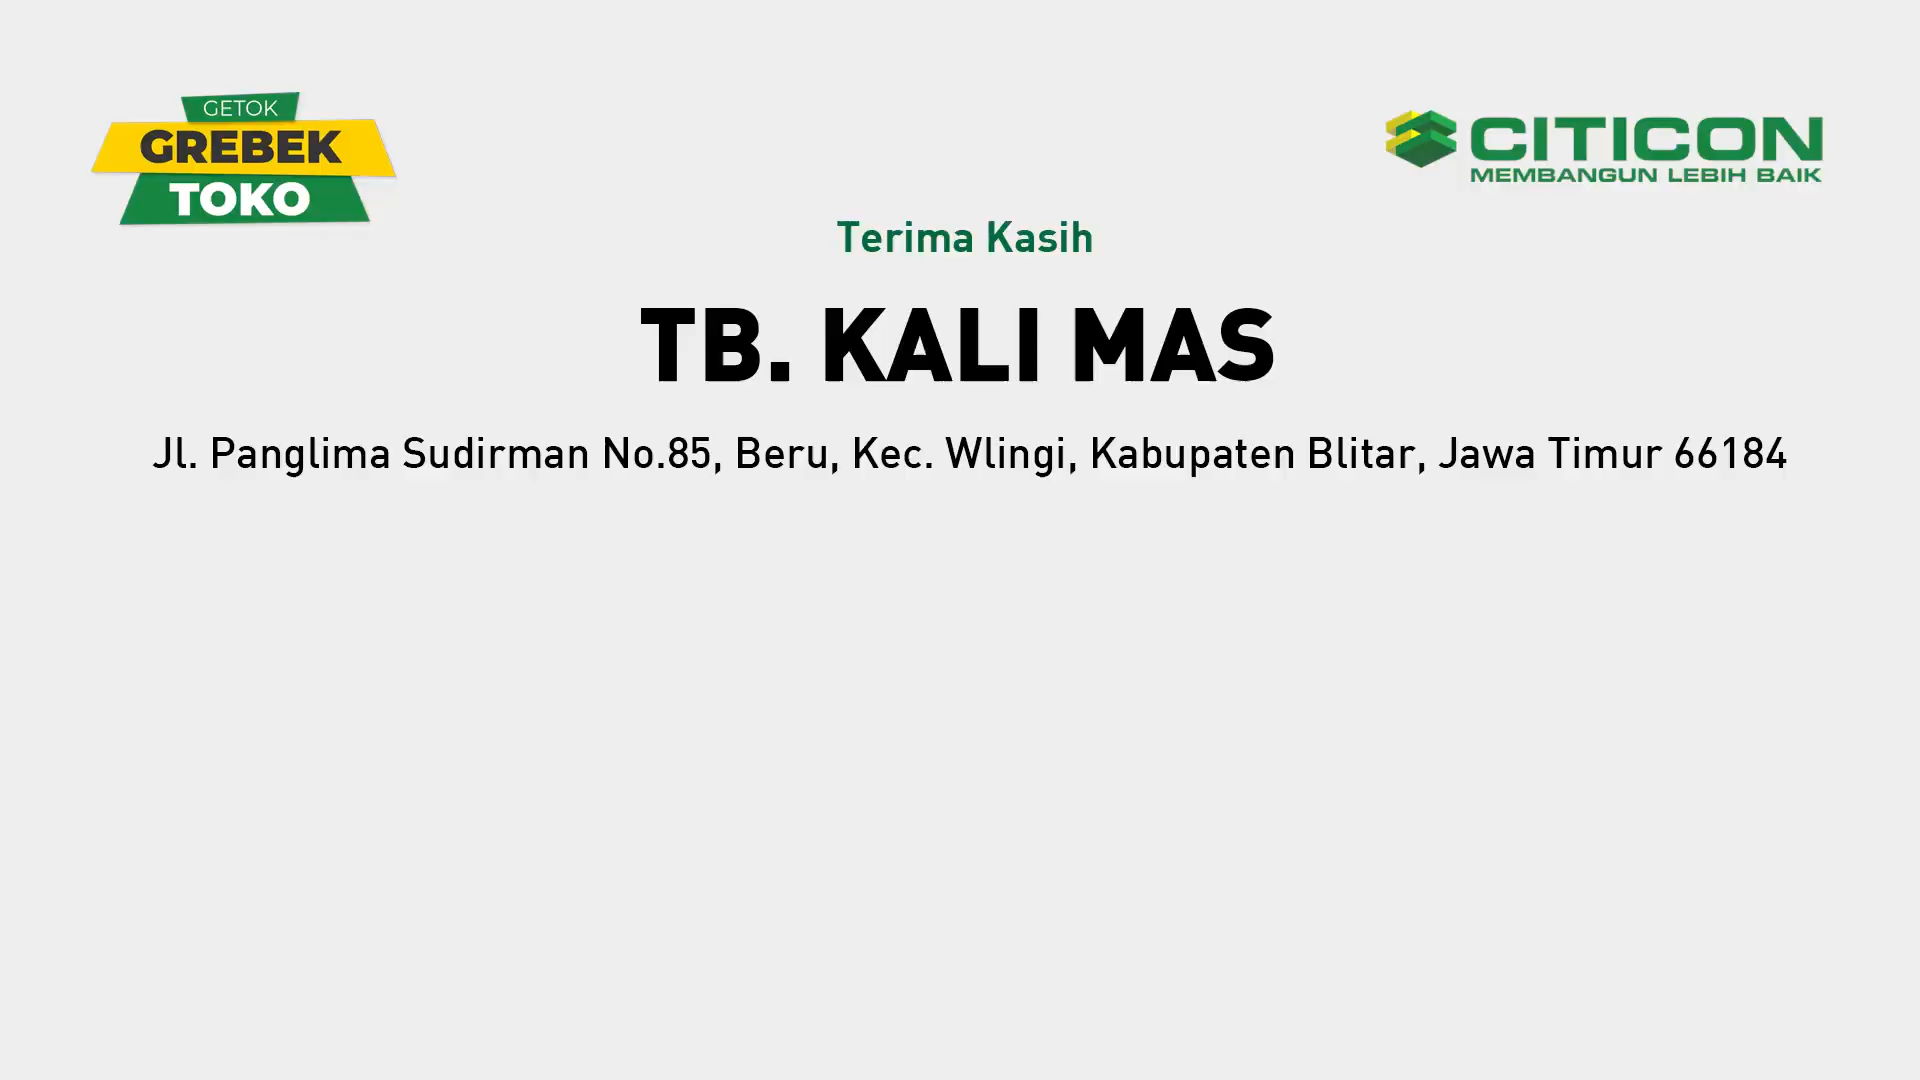 GETOK
GREBEK
TOKO
CITICON
MEMBANGUN LEBIH BAIK
Terima Kasih
TB. KALI MAS
Jl. Panglima Sudirman No.85, Beru, Kec. Wlingi, Kabupaten Blitar, Jawa Timur 66184